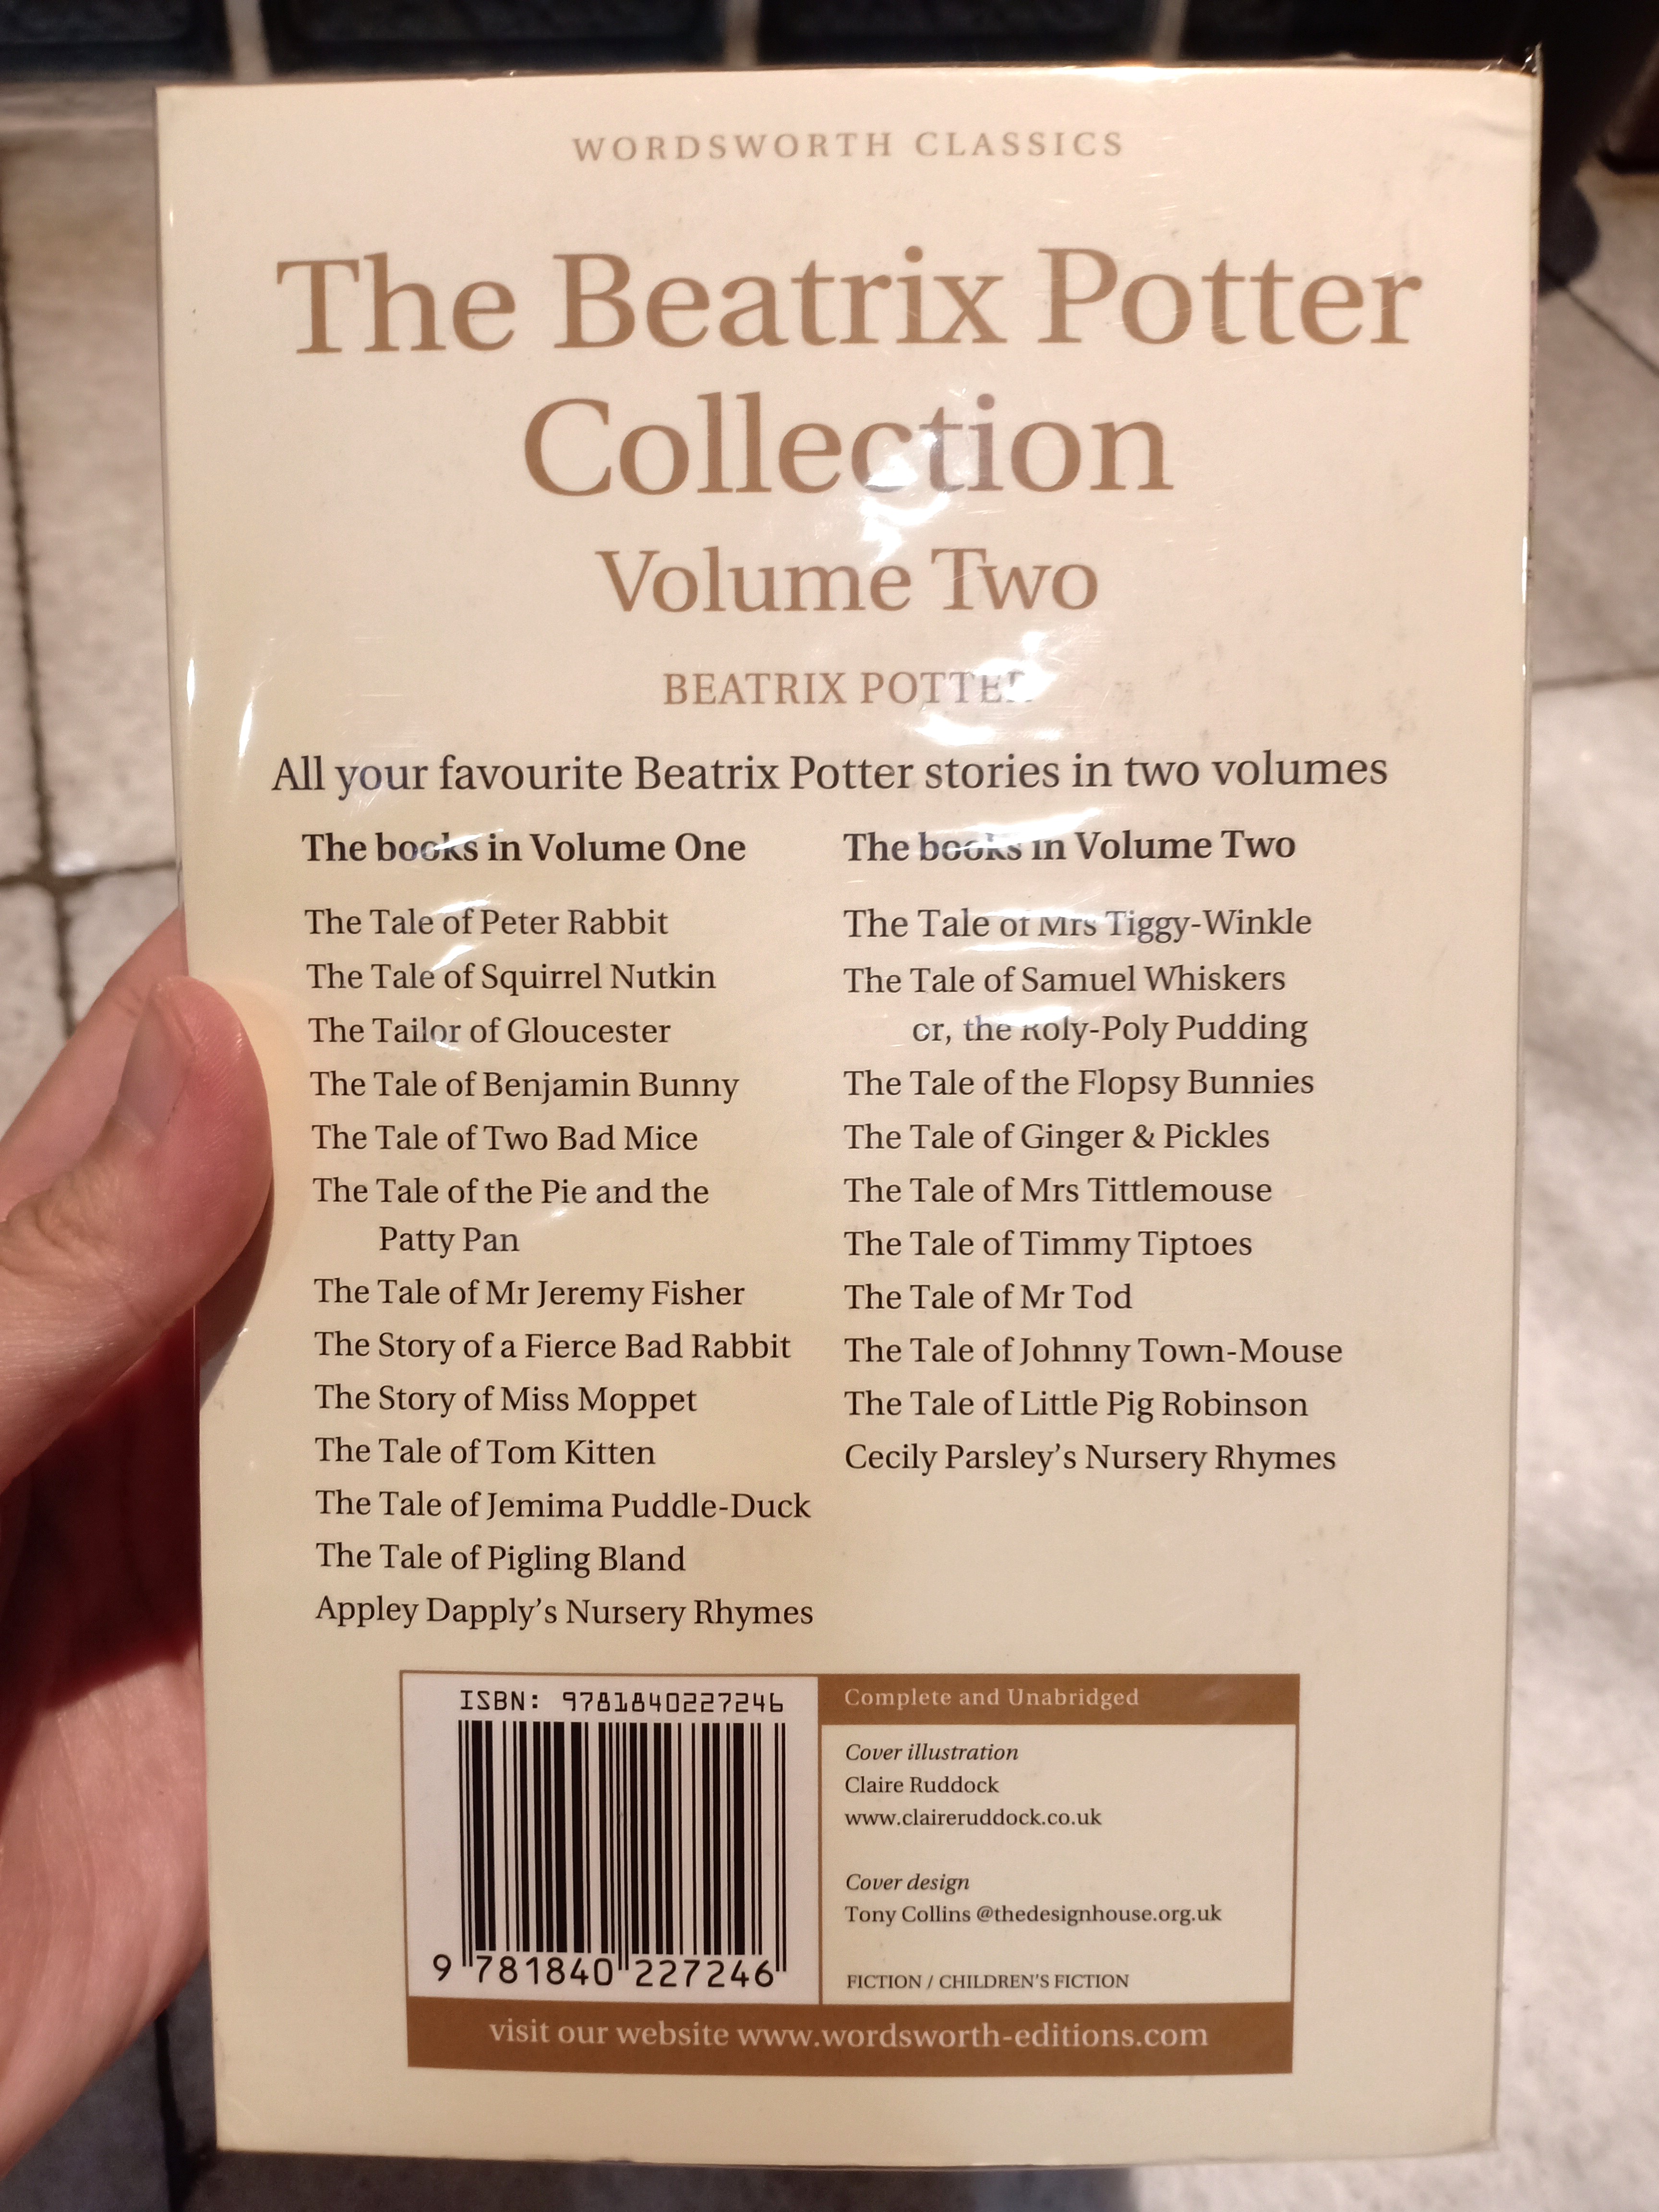 WORDSWORTH CLASSICS
The Beatrix Potter
Collection
Volume Two
BEATRIX POTTER
All your favourite Beatrix Potter stories in two volumes
The books in Volume One
The Tale of Peter Rabbit
The Tale of Squirrel Nutkin
The Tailor of Gloucester
The Tale of Benjamin Bunny
The Tale of Two Bad Mice
The Tale of the Pie and the
Patty Pan
The Tale of Mr Jeremy Fisher
The Story of a Fierce Bad Rabbit
The Story of Miss Moppet
The Tale of Tom Kitten
The Tale of Jemima Puddle-Duck
The Tale of Pigling Bland
Appley Dapply's Nursery Rhymes
The books in Volume Two
The Tale of Mrs Tiggy-Winkle
The Tale of Samuel Whiskers
or, the Roly-Poly Pudding
The Tale of the Flopsy Bunnies
The Tale of Ginger & Pickles
The Tale of Mrs Tittlemouse
The Tale of Timmy Tiptoes
The Tale of Mr Tod
The Tale of Johnny Town-Mouse
The Tale of Little Pig Robinson
Cecily Parsley's Nursery Rhymes
ISBN: 9781840227246
9 781840 227246
Complete and Unabridged
Cover illustration
Claire Ruddock
www.claireruddock.co.uk
Cover design
Tony Collins @thedesignhouse.org.uk
FICTION / CHILDREN'S FICTION
visit our website www.wordsworth-editions.com